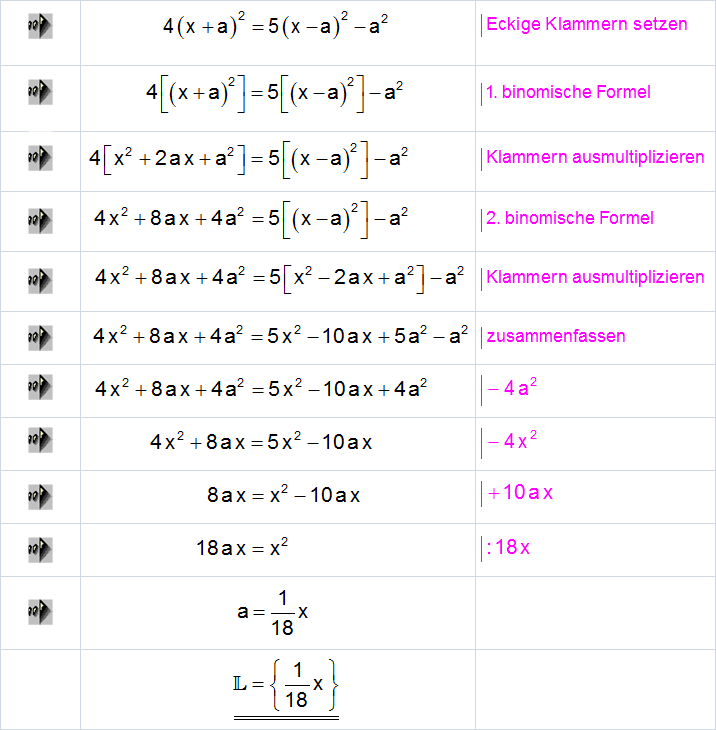 4(x + a)² = 5(x − a)² − a² | Eckige Klammern setzen
4[(x + a)²] = 5[(x − a)²] − a² | 1. binomische Formel
4[x² + 2ax + a²] = 5[(x − a)²] − a² | Klammern ausmultiplizieren
4x² + 8ax + 4a² = 5[(x − a)²] − a² | 2. binomische Formel
4x² + 8ax + 4a² = 5[x² − 2ax + a²] − a² | Klammern ausmultiplizieren
4x² + 8ax + 4a² = 5x² − 10ax + 5a² − a² | zusammenfassen
4x² + 8ax + 4a² = 5x² − 10ax + 4a² | − 4a²
4x² + 8ax = 5x² − 10ax | − 4x²
8ax = x² − 10ax | + 10ax
18ax = x² | : 18x
a = 1/18 x
𝕃 = {1/18 x}